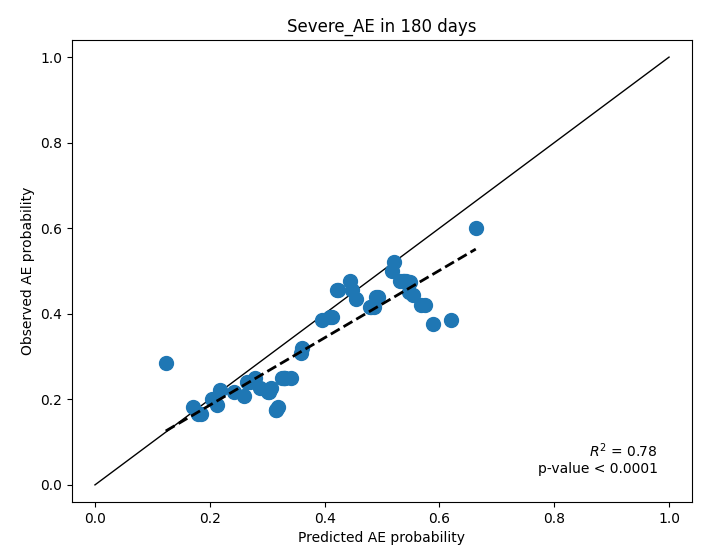 Severe_AE in 180 days
1.0
0.8
0.6
0.4
0.2
0.0
Observed AE probability
R² = 0.78
p-value < 0.0001
0.0 0.2 0.4 0.6 0.8 1.0
Predicted AE probability